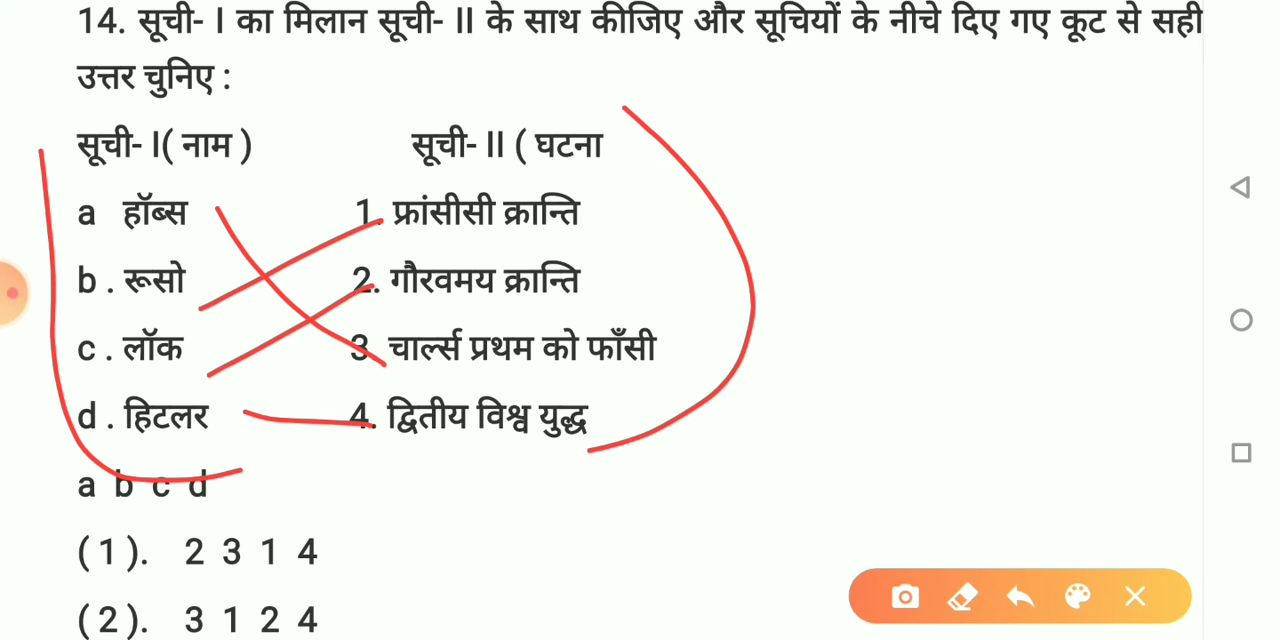 14. सूची- I का मिलान सूची- II के साथ कीजिए और सूचियों के नीचे दिए गए कूट से सही
उत्तर चुनिए :
सूची- I( नाम ) सूची- II ( घटना
a हॉब्स 1. फ्रांसीसी क्रान्ति
b . रूसो 2. गौरवमय क्रान्ति
c . लॉक 3. चार्ल्स प्रथम को फाँसी
d . हिटलर 4. द्वितीय विश्व युद्ध
a b c d
( 1 ). 2 3 1 4
( 2 ). 3 1 2 4